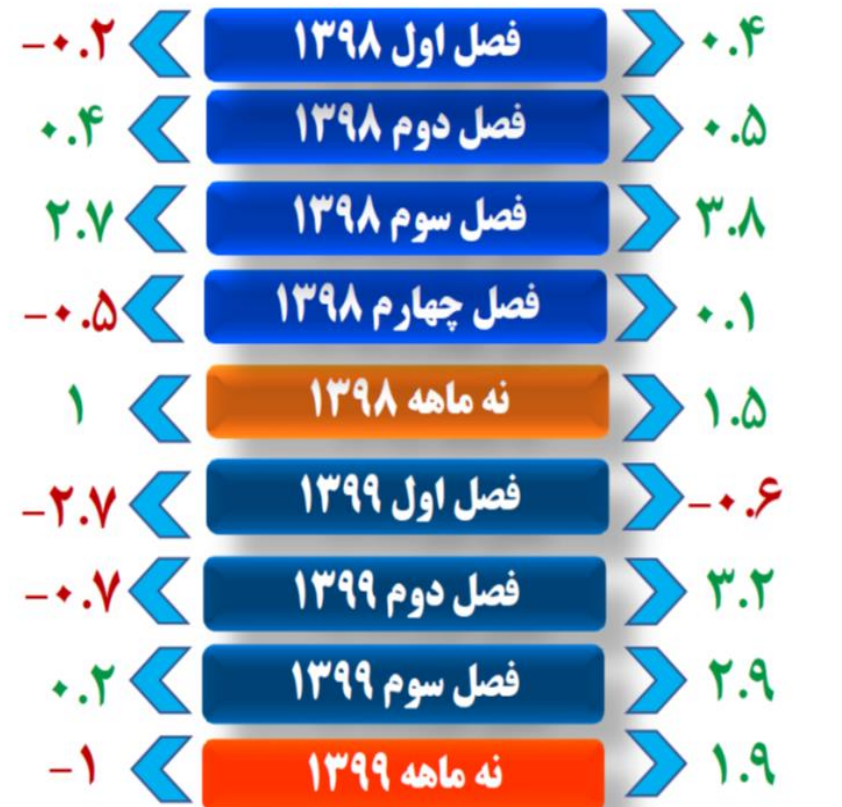 ۰.۴ فصل اول ۱۳۹۸ -۰.۲
۰.۵ فصل دوم ۱۳۹۸ ۰.۴
۳.۸ فصل سوم ۱۳۹۸ ۲.۷
۰.۱ فصل چهارم ۱۳۹۸ -۰.۵
۱.۵ نه ماهه ۱۳۹۸ ۱
-۰.۶ فصل اول ۱۳۹۹ -۲.۷
۳.۲ فصل دوم ۱۳۹۹ -۰.۷
۲.۹ فصل سوم ۱۳۹۹ ۰.۲
۱.۹ نه ماهه ۱۳۹۹ -۱